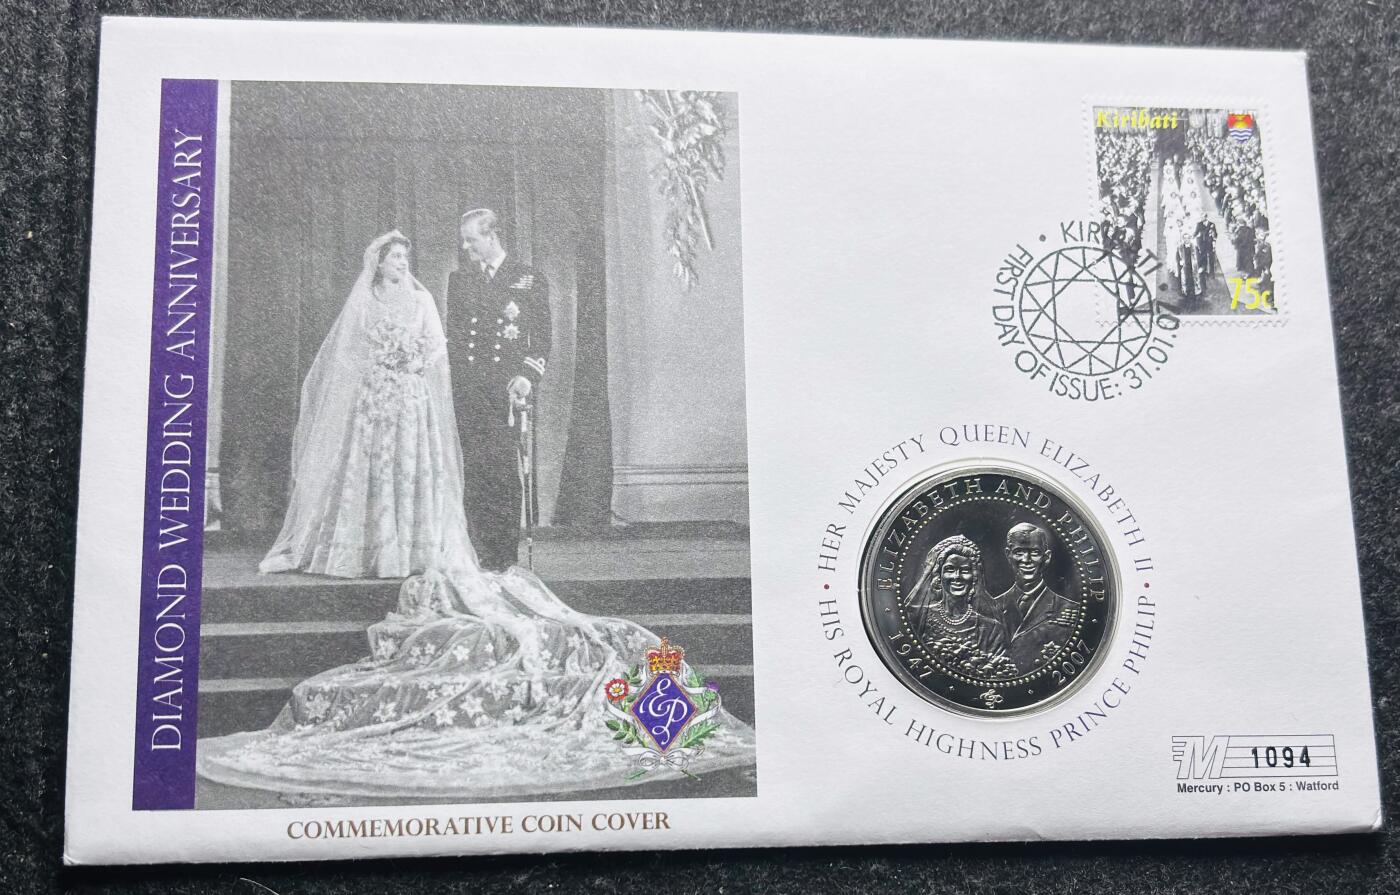 DIAMOND WEDDING ANNIVERSARY
COMMEMORATIVE COIN COVER
EP
Kiribati
75c
FIRST DAY OF ISSUE: 31.01.07
• HER MAJESTY QUEEN ELIZABETH II •
HIS ROYAL HIGHNESS PRINCE PHILIP
• ELIZABETH AND PHILIP •
1947 • 2007
M 1094
Mercury : PO Box 5 : Watford